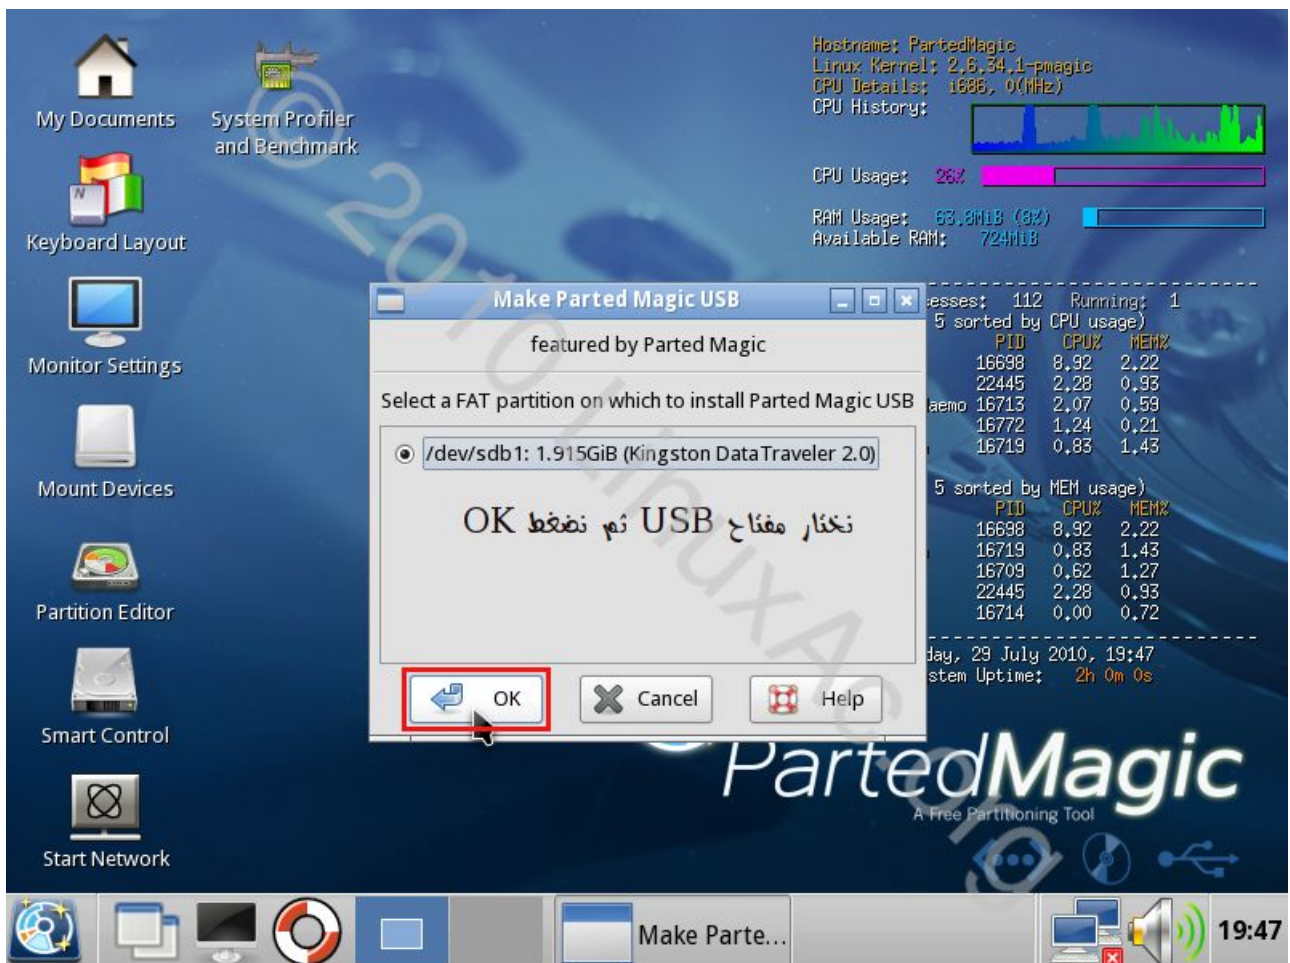 My Documents
System Profiler
and Benchmark
Keyboard Layout
Monitor Settings
Mount Devices
Partition Editor
Smart Control
Start Network
Hostname: PartedMagic
Linux Kernel: 2.6.34.1-pmagic
CPU Details: i686, 0(MHz)
CPU History:
CPU Usage: 26%
RAM Usage: 63.8MiB (8%)
Available RAM: 724MiB
esses: 112 Running: 1
5 sorted by CPU usage)
PID CPU% MEM%
16698 8.92 2.22
22445 2.28 0.93
aemo 16713 2.07 0.59
16772 1.24 0.21
16719 0.83 1.43
5 sorted by MEM usage)
PID CPU% MEM%
16698 8.92 2.22
16719 0.83 1.43
16709 0.62 1.27
22445 2.28 0.93
16714 0.00 0.72
day, 29 July 2010, 19:47
stem Uptime: 2h 0m 0s
Make Parted Magic USB
featured by Parted Magic
Select a FAT partition on which to install Parted Magic USB
/dev/sdb1: 1.915GiB (Kingston DataTraveler 2.0)
نختار مفتاح USB ثم نضغط OK
OK
Cancel
Help
PartedMagic
A Free Partitioning Tool
© 2010 LinuxAc.org
Make Parte...
19:47